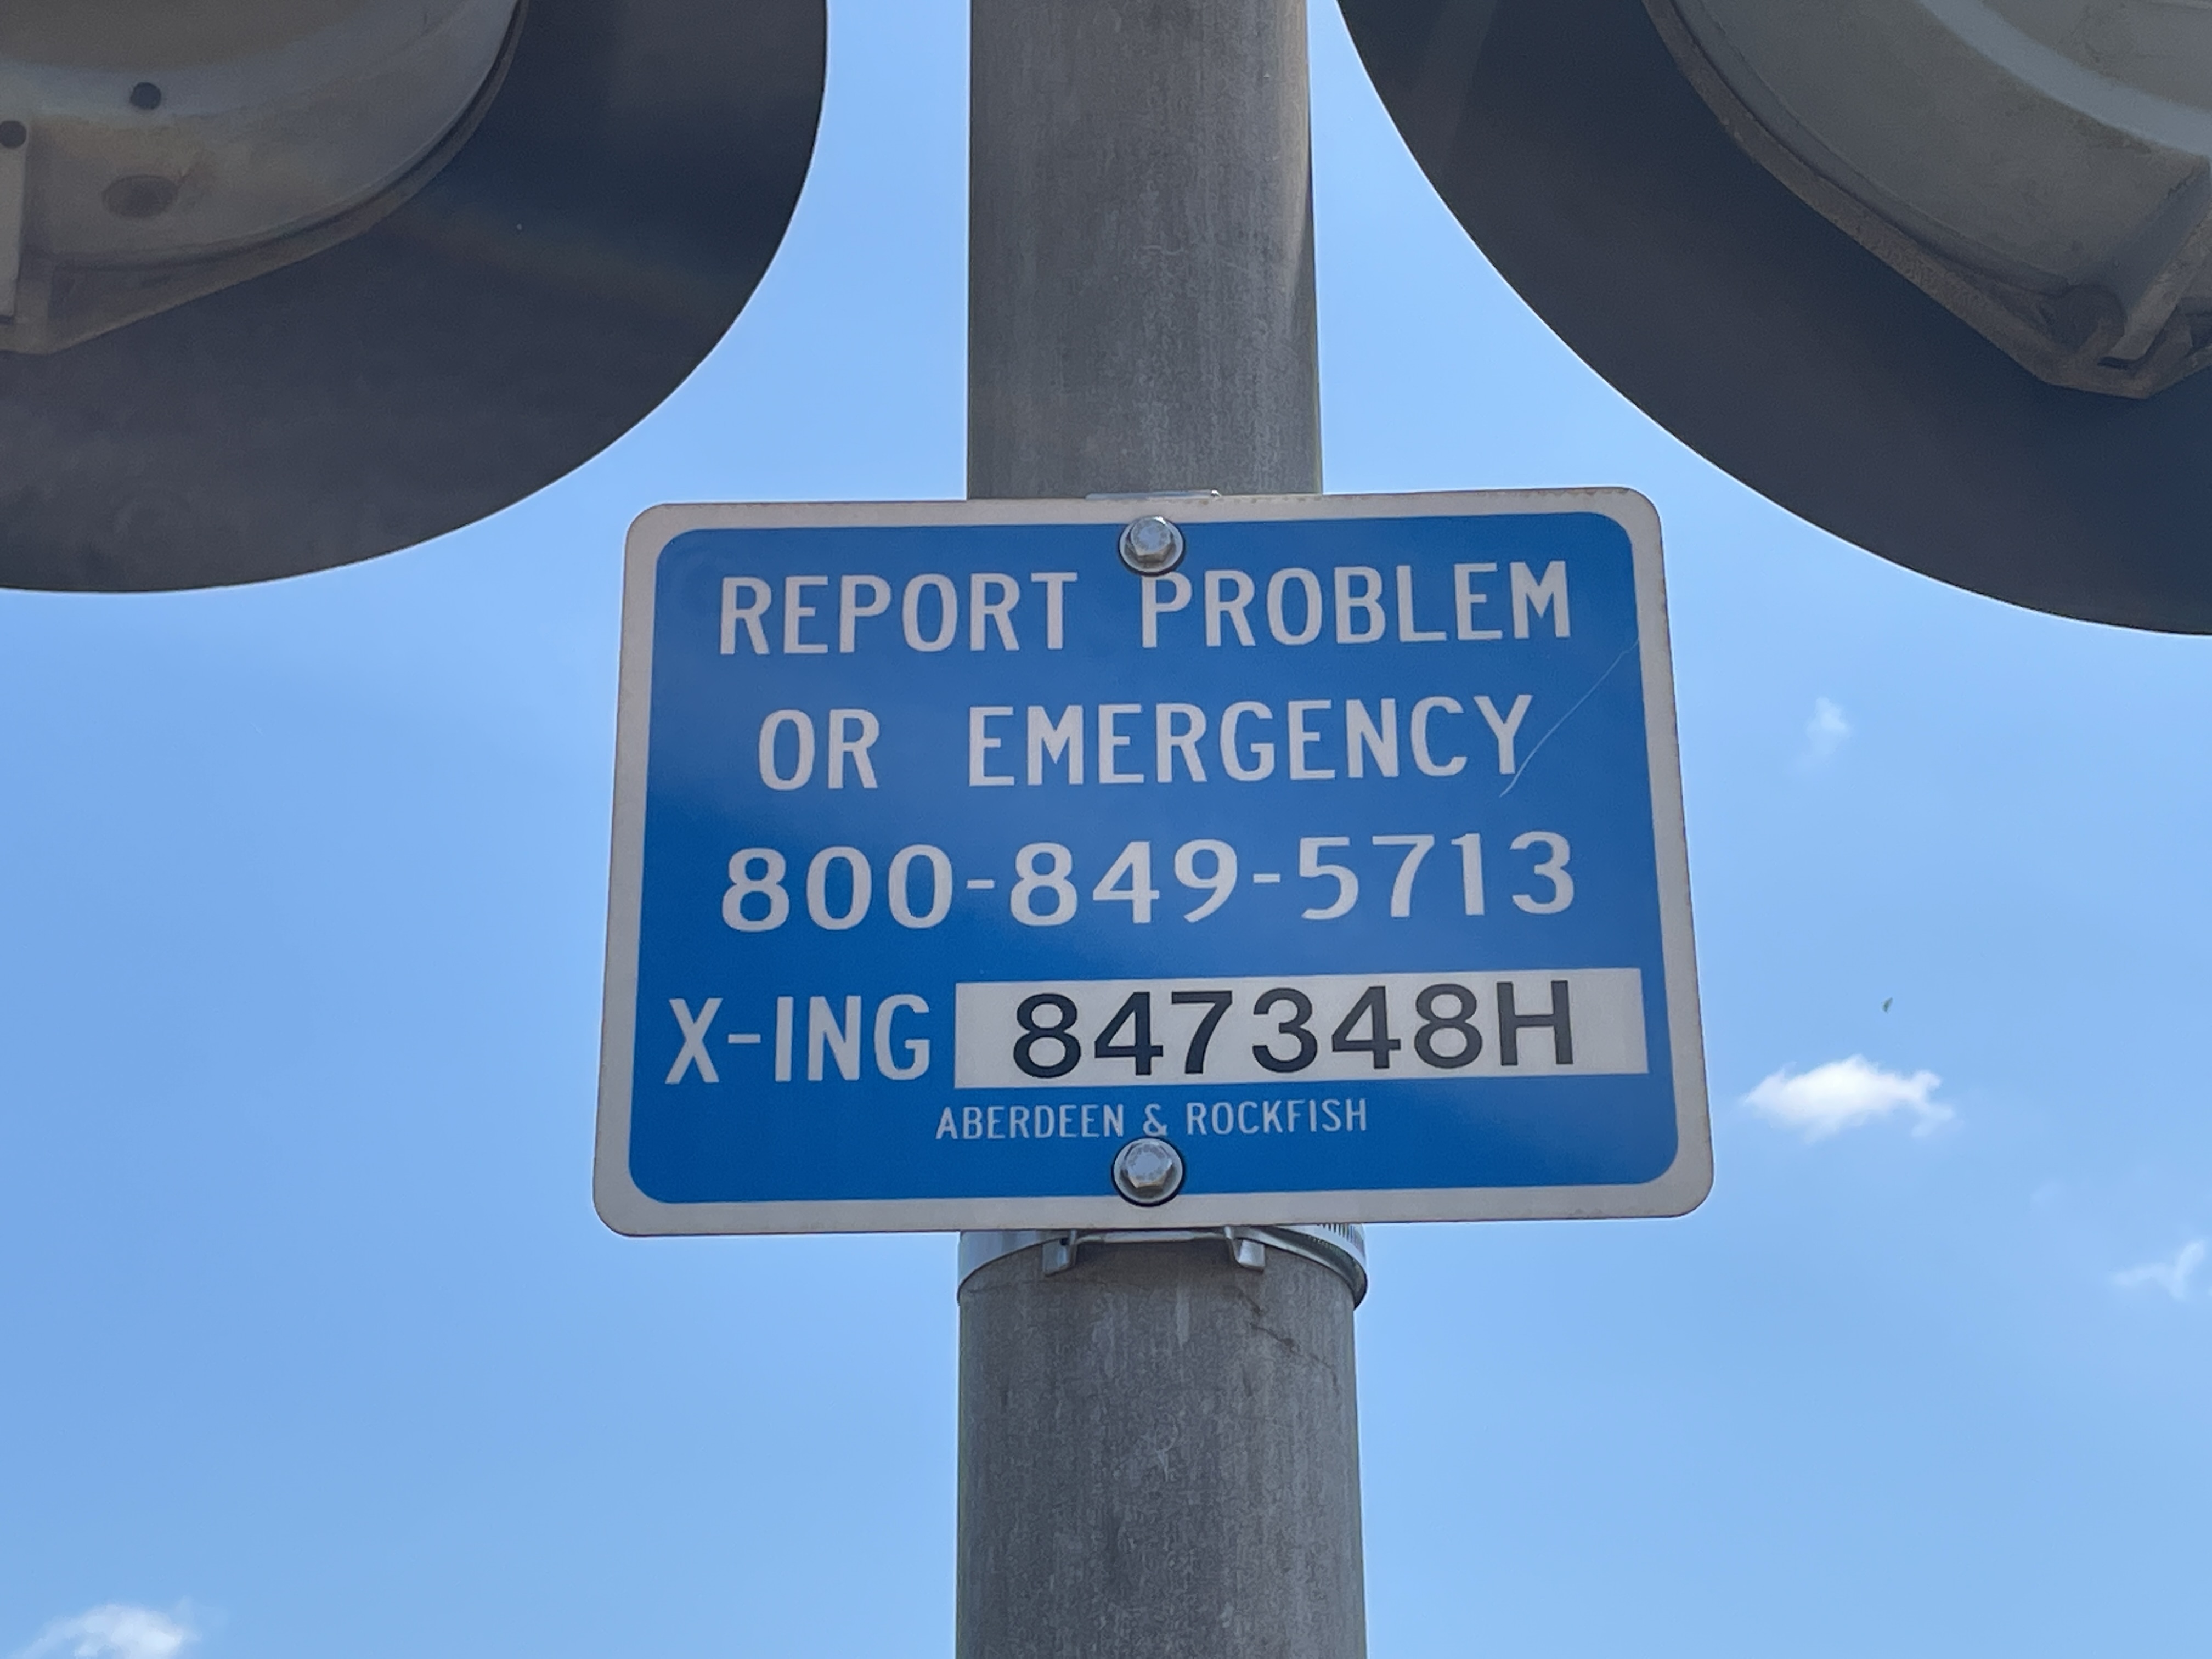 REPORT PROBLEM
OR EMERGENCY
800-849-5713
X-ING 847348H
ABERDEEN & ROCKFISH